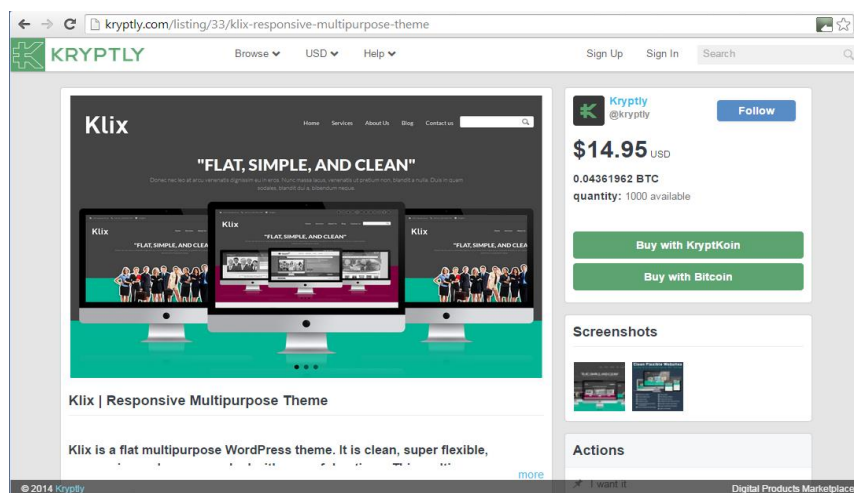 kryptly.com/listing/33/klix-responsive-multipurpose-theme
KRYPTLY
Browse
USD
Help
Sign Up
Sign In
Search
Klix
Home Services About Us Blog Contact us
"FLAT, SIMPLE, AND CLEAN"
Klix
"FLAT, SIMPLE, AND CLEA
Klix
"FLAT, SIMPLE, AND CLEAN"
Klix
"FLAT, SIMPLE, AND CLEA
Klix | Responsive Multipurpose Theme
Klix is a flat multipurpose WordPress theme. It is clean, super flexible,
more
Kryptly
@kryptly
Follow
$14.95 USD
0.04361962 BTC
quantity: 1000 available
Buy with KryptKoin
Buy with Bitcoin
Screenshots
Actions
I want it
© 2014 Kryptly
Digital Products Marketplace